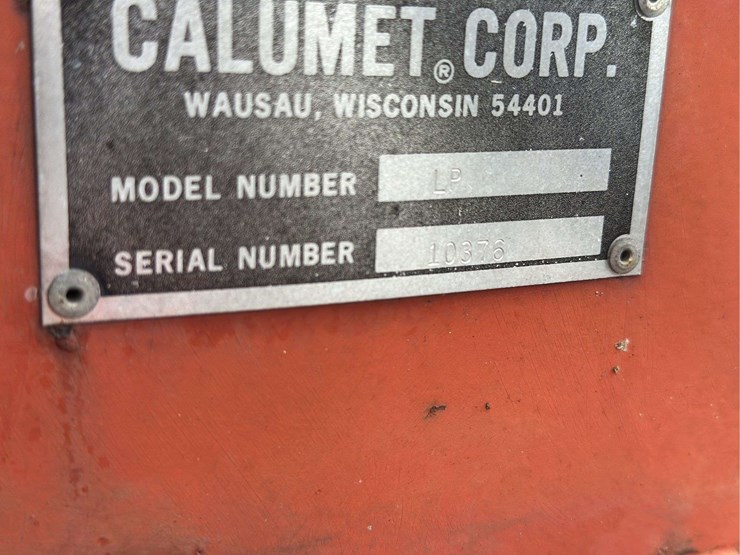 CALUMET® CORP.
WAUSAU, WISCONSIN 54401
MODEL NUMBER LP
SERIAL NUMBER 10376